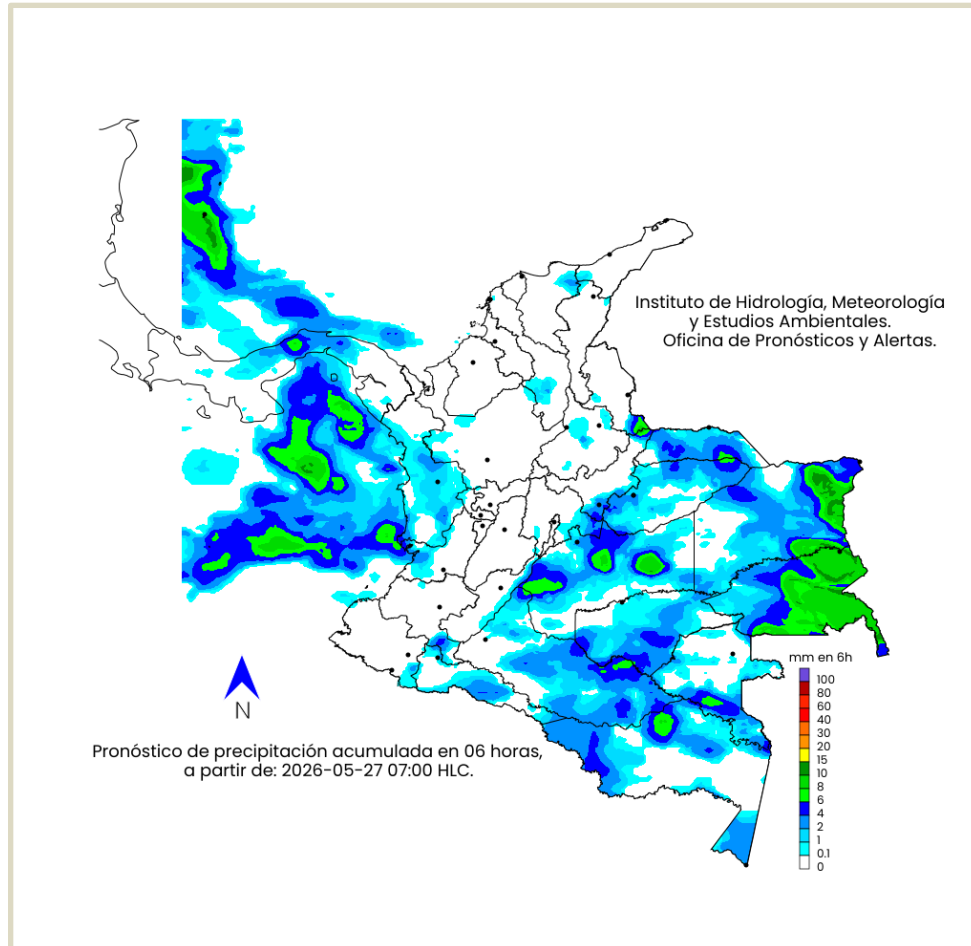 Instituto de Hidrología, Meteorología
y Estudios Ambientales.
Oficina de Pronósticos y Alertas.
mm en 6h
100
80
60
40
30
20
15
10
8
6
4
2
1
0.1
0
N
Pronóstico de precipitación acumulada en 06 horas,
a partir de: 2026-05-27 07:00 HLC.